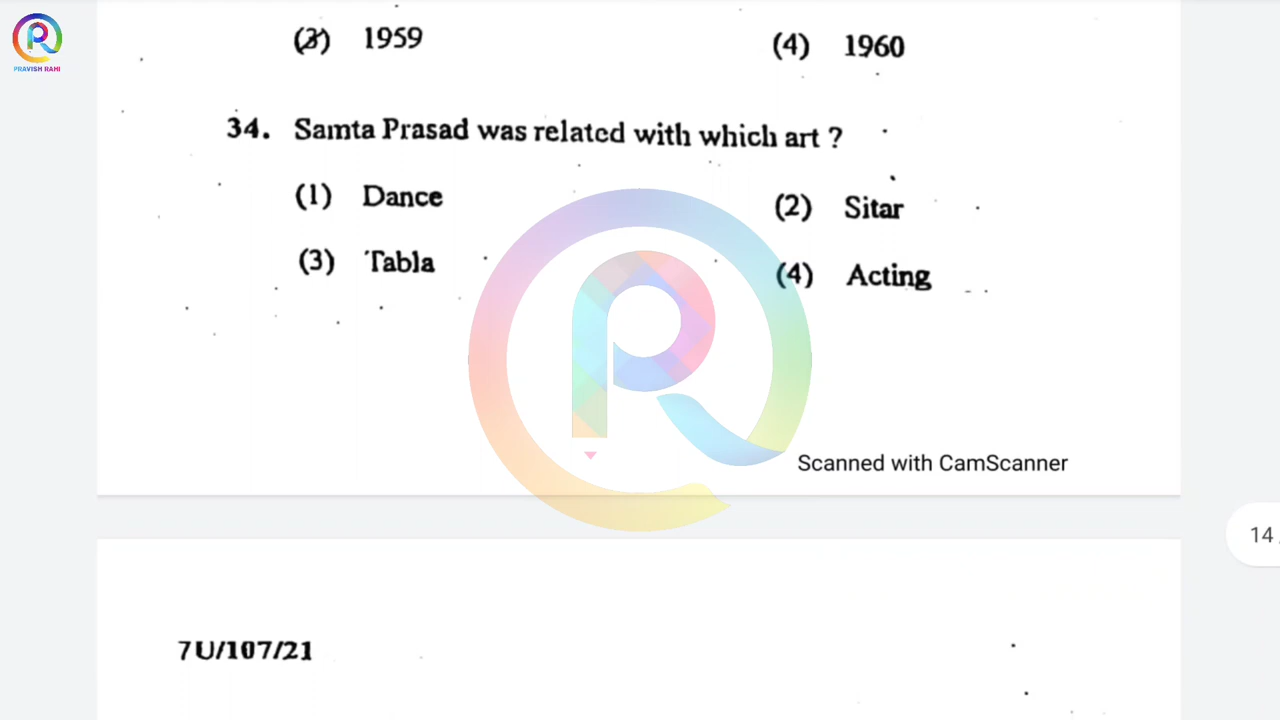 PRAVISH RAHI
(3) 1959 (4) 1960
34. Samta Prasad was related with which art ?
(1) Dance (2) Sitar
(3) Tabla (4) Acting
Scanned with CamScanner
14
7U/107/21